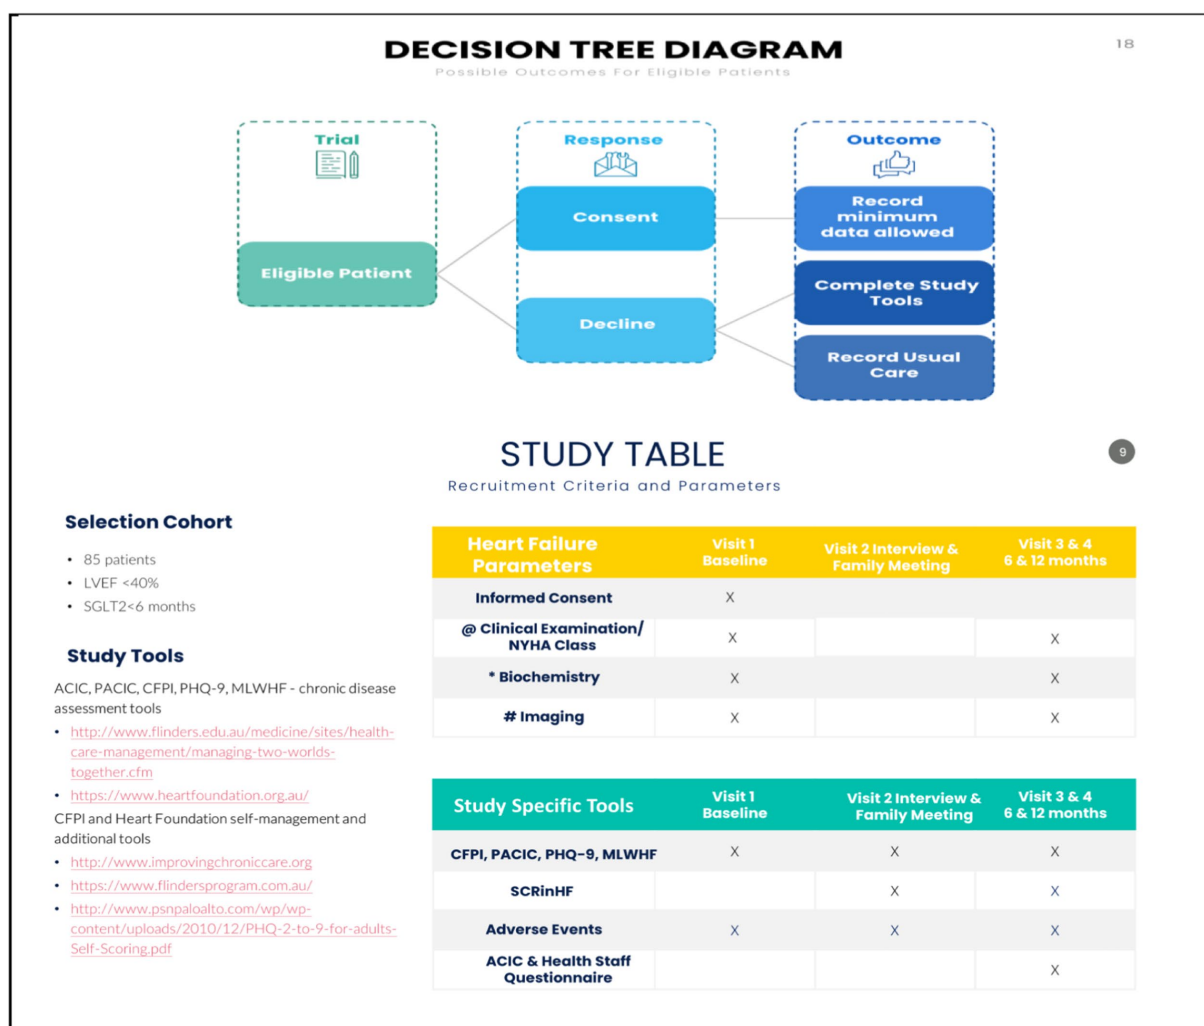 DECISION TREE DIAGRAM
18
Possible Outcomes For Eligible Patients
Trial
Response
Outcome
Eligible Patient
Consent
Decline
Record
minimum
data allowed
Complete Study
Tools
Record Usual
Care
STUDY TABLE
9
Recruitment Criteria and Parameters
Selection Cohort
• 85 patients
• LVEF <40%
• SGLT2<6 months
Study Tools
ACIC, PACIC, CFPI, PHQ-9, MLWHF - chronic disease
assessment tools
• http://www.flinders.edu.au/medicine/sites/health-
care-management/managing-two-worlds-
together.cfm
• https://www.heartfoundation.org.au/
CFPI and Heart Foundation self-management and
additional tools
• http://www.improvingchroniccare.org
• https://www.flindersprogram.com.au/
• http://www.psnpaloalto.com/wp/wp-
content/uploads/2010/12/PHQ-2-to-9-for-adults-
Self-Scoring.pdf
Heart Failure
Parameters
Visit 1
Baseline
Visit 2 Interview &
Family Meeting
Visit 3 & 4
6 & 12 months
Informed Consent X
@ Clinical Examination/
NYHA Class X X
* Biochemistry X X
# Imaging X X
Study Specific Tools
Visit 1
Baseline
Visit 2 Interview &
Family Meeting
Visit 3 & 4
6 & 12 months
CFPI, PACIC, PHQ-9, MLWHF X X X
SCRinHF X X
Adverse Events X X X
ACIC & Health Staff
Questionnaire X